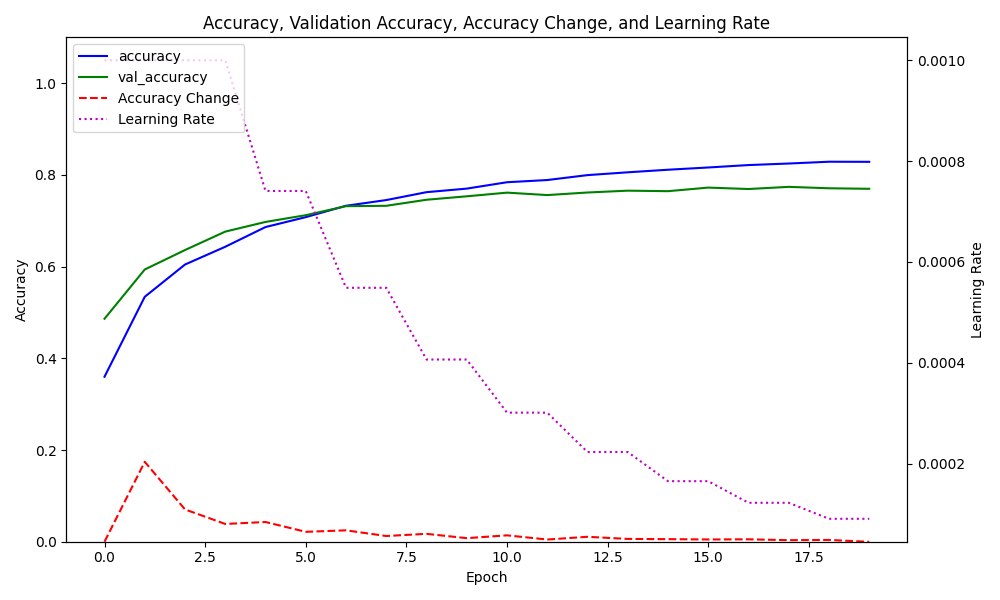 Accuracy, Validation Accuracy, Accuracy Change, and Learning Rate
accuracy
val_accuracy
Accuracy Change
Learning Rate
1.0
0.8
0.6
0.4
0.2
0.0
Accuracy
0.0010
0.0008
0.0006
0.0004
0.0002
Learning Rate
0.0 2.5 5.0 7.5 10.0 12.5 15.0 17.5
Epoch